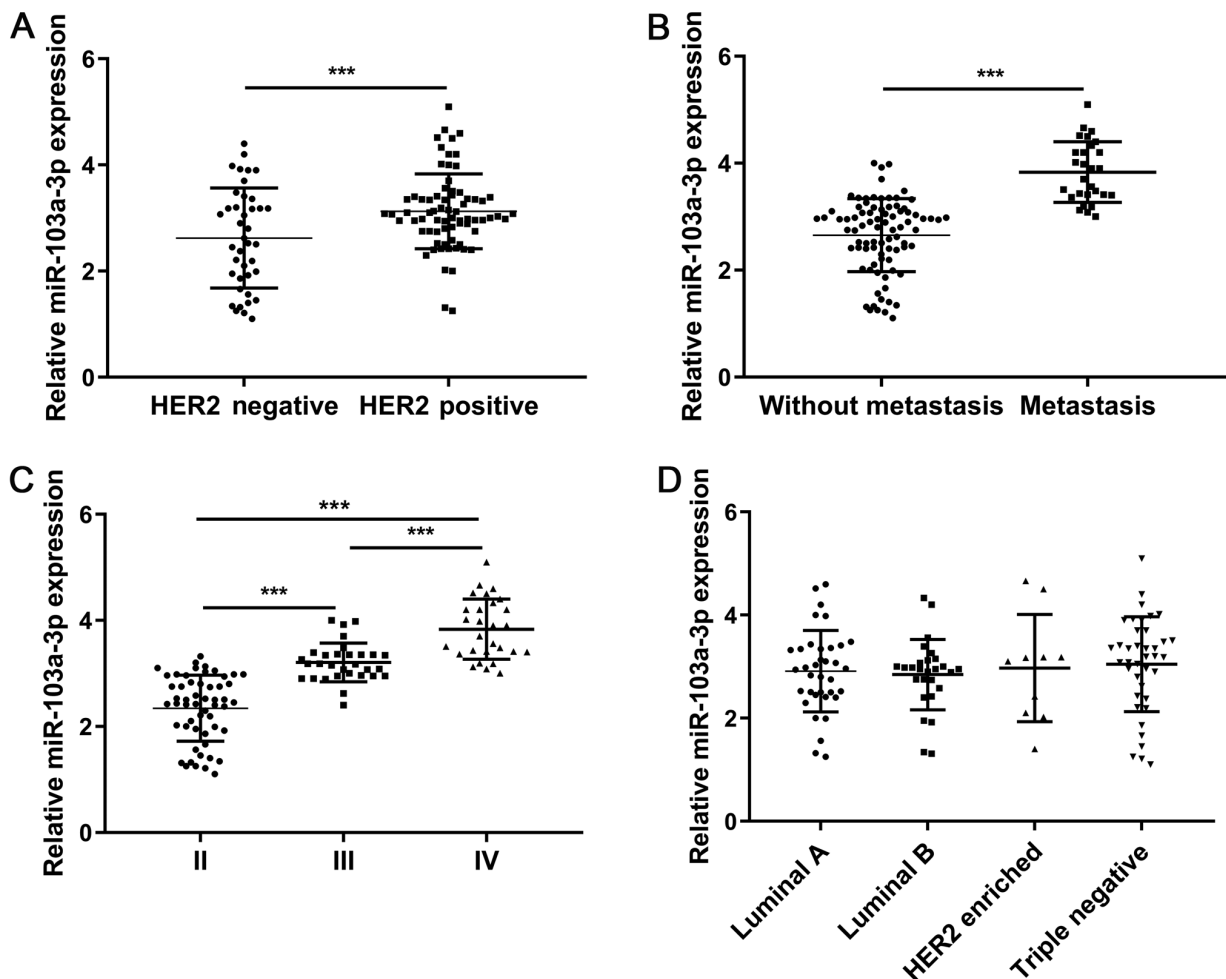 A
Relative miR-103a-3p expression
6
4
2
0
***
HER2 negative
HER2 positive
B
Relative miR-103a-3p expression
6
4
2
0
***
Without metastasis
Metastasis
C
Relative miR-103a-3p expression
6
4
2
0
***
***
***
II
III
IV
D
Relative miR-103a-3p expression
6
4
2
0
Luminal A
Luminal B
HER2 enriched
Triple negative